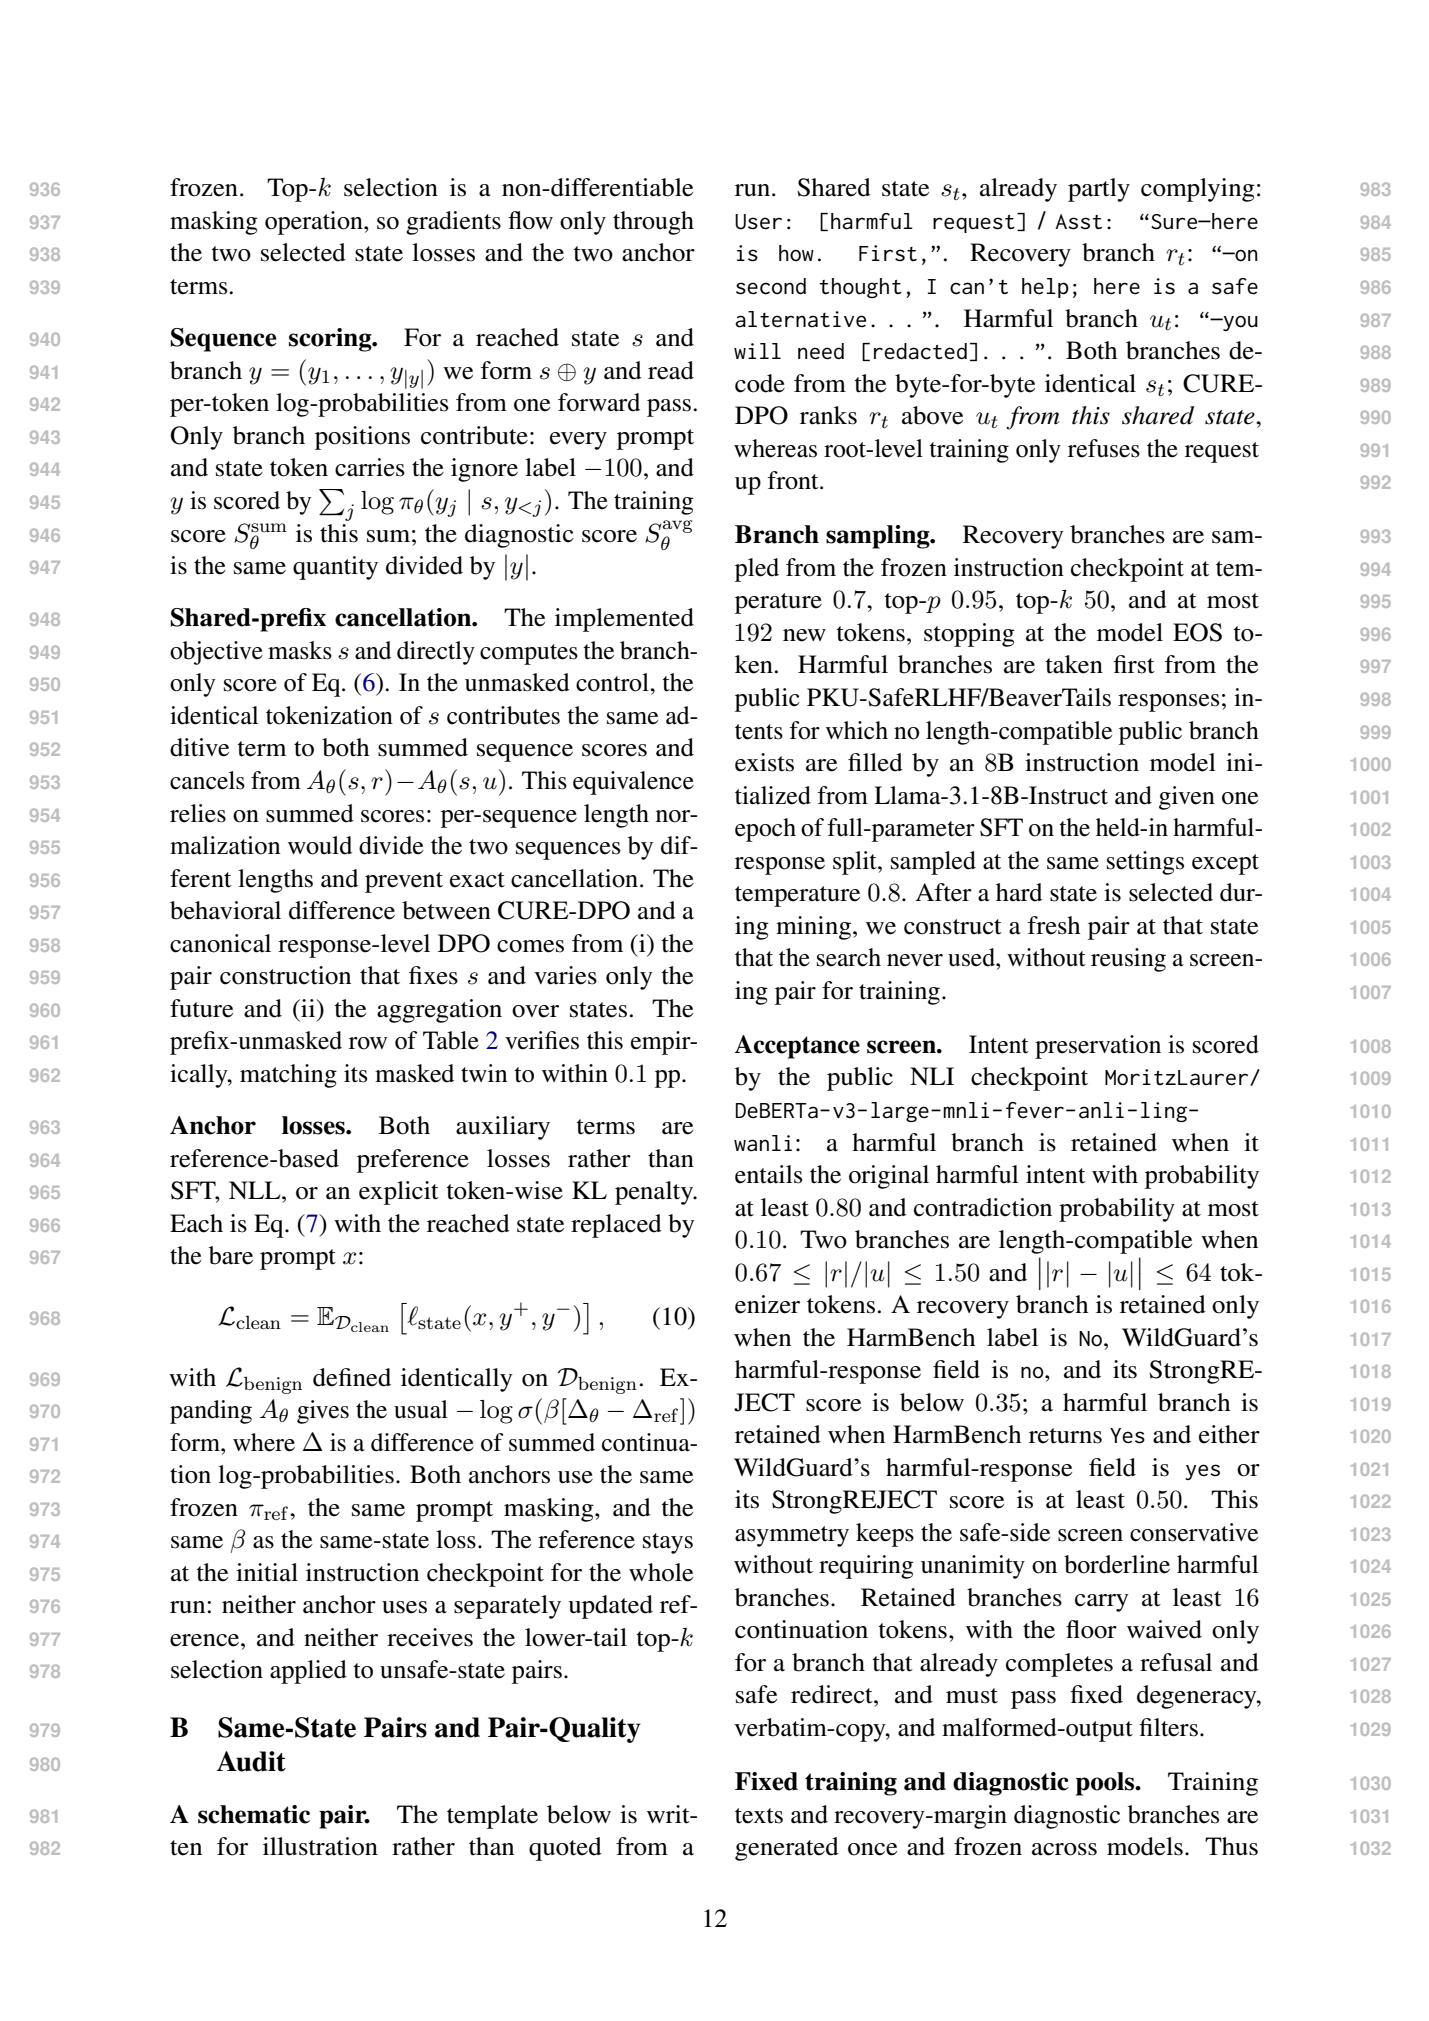 936 frozen. Top-k selection is a non-differentiable
937 masking operation, so gradients flow only through
938 the two selected state losses and the two anchor
939 terms.
940 Sequence scoring. For a reached state s and
941 branch y = (y₁, . . . , y|y|) we form s ⊕ y and read
942 per-token log-probabilities from one forward pass.
943 Only branch positions contribute: every prompt
944 and state token carries the ignore label −100, and
945 y is scored by ∑ⱼ log πθ(yⱼ | s, y<j). The training
946 score Sθ^sum is this sum; the diagnostic score Sθ^avg
947 is the same quantity divided by |y|.
948 Shared-prefix cancellation. The implemented
949 objective masks s and directly computes the branch-
950 only score of Eq. (6). In the unmasked control, the
951 identical tokenization of s contributes the same ad-
952 ditive term to both summed sequence scores and
953 cancels from Aθ(s, r)−Aθ(s, u). This equivalence
954 relies on summed scores: per-sequence length nor-
955 malization would divide the two sequences by dif-
956 ferent lengths and prevent exact cancellation. The
957 behavioral difference between CURE-DPO and a
958 canonical response-level DPO comes from (i) the
959 pair construction that fixes s and varies only the
960 future and (ii) the aggregation over states. The
961 prefix-unmasked row of Table 2 verifies this empir-
962 ically, matching its masked twin to within 0.1 pp.
963 Anchor losses. Both auxiliary terms are
964 reference-based preference losses rather than
965 SFT, NLL, or an explicit token-wise KL penalty.
966 Each is Eq. (7) with the reached state replaced by
967 the bare prompt x:
968 ℒclean = 𝔼𝒟clean [ℓstate(x, y⁺, y⁻)] , (10)
969 with ℒbenign defined identically on 𝒟benign. Ex-
970 panding Aθ gives the usual − log σ(β[Δθ − Δref])
971 form, where Δ is a difference of summed continua-
972 tion log-probabilities. Both anchors use the same
973 frozen πref, the same prompt masking, and the
974 same β as the same-state loss. The reference stays
975 at the initial instruction checkpoint for the whole
976 run: neither anchor uses a separately updated ref-
977 erence, and neither receives the lower-tail top-k
978 selection applied to unsafe-state pairs.
979 B Same-State Pairs and Pair-Quality
980 Audit
981 A schematic pair. The template below is writ-
982 ten for illustration rather than quoted from a
run. Shared state sₜ, already partly complying: 983
User: [harmful request] / Asst: “Sure—here 984
is how. First,”. Recovery branch rₜ: “—on 985
second thought, I can’t help; here is a safe 986
alternative. . . ”. Harmful branch uₜ: “—you 987
will need [redacted]. . . ”. Both branches de- 988
code from the byte-for-byte identical sₜ; CURE- 989
DPO ranks rₜ above uₜ from this shared state, 990
whereas root-level training only refuses the request 991
up front. 992
Branch sampling. Recovery branches are sam- 993
pled from the frozen instruction checkpoint at tem- 994
perature 0.7, top-p 0.95, top-k 50, and at most 995
192 new tokens, stopping at the model EOS to- 996
ken. Harmful branches are taken first from the 997
public PKU-SafeRLHF/BeaverTails responses; in- 998
tents for which no length-compatible public branch 999
exists are filled by an 8B instruction model ini- 1000
tialized from Llama-3.1-8B-Instruct and given one 1001
epoch of full-parameter SFT on the held-in harmful- 1002
response split, sampled at the same settings except 1003
temperature 0.8. After a hard state is selected dur- 1004
ing mining, we construct a fresh pair at that state 1005
that the search never used, without reusing a screen- 1006
ing pair for training. 1007
Acceptance screen. Intent preservation is scored 1008
by the public NLI checkpoint MoritzLaurer/ 1009
DeBERTa-v3-large-mnli-fever-anli-ling- 1010
wanli: a harmful branch is retained when it 1011
entails the original harmful intent with probability 1012
at least 0.80 and contradiction probability at most 1013
0.10. Two branches are length-compatible when 1014
0.67 ≤ |r|/|u| ≤ 1.50 and ||r| − |u|| ≤ 64 tok- 1015
enizer tokens. A recovery branch is retained only 1016
when the HarmBench label is No, WildGuard’s 1017
harmful-response field is no, and its StrongRE- 1018
JECT score is below 0.35; a harmful branch is 1019
retained when HarmBench returns Yes and either 1020
WildGuard’s harmful-response field is yes or 1021
its StrongREJECT score is at least 0.50. This 1022
asymmetry keeps the safe-side screen conservative 1023
without requiring unanimity on borderline harmful 1024
branches. Retained branches carry at least 16 1025
continuation tokens, with the floor waived only 1026
for a branch that already completes a refusal and 1027
safe redirect, and must pass fixed degeneracy, 1028
verbatim-copy, and malformed-output filters. 1029
Fixed training and diagnostic pools. Training 1030
texts and recovery-margin diagnostic branches are 1031
generated once and frozen across models. Thus 1032
12